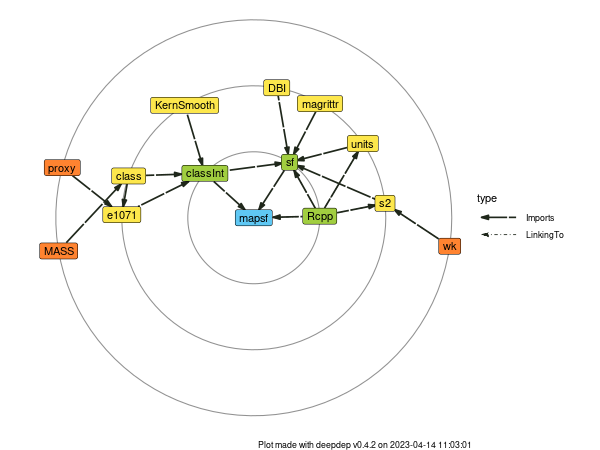 DBI
KernSmooth
magrittr
units
sf
proxy
class
classInt
s2
e1071
mapsf
Rcpp
MASS
wk
type
Imports
LinkingTo
Plot made with deepdep v0.4.2 on 2023-04-14 11:03:01